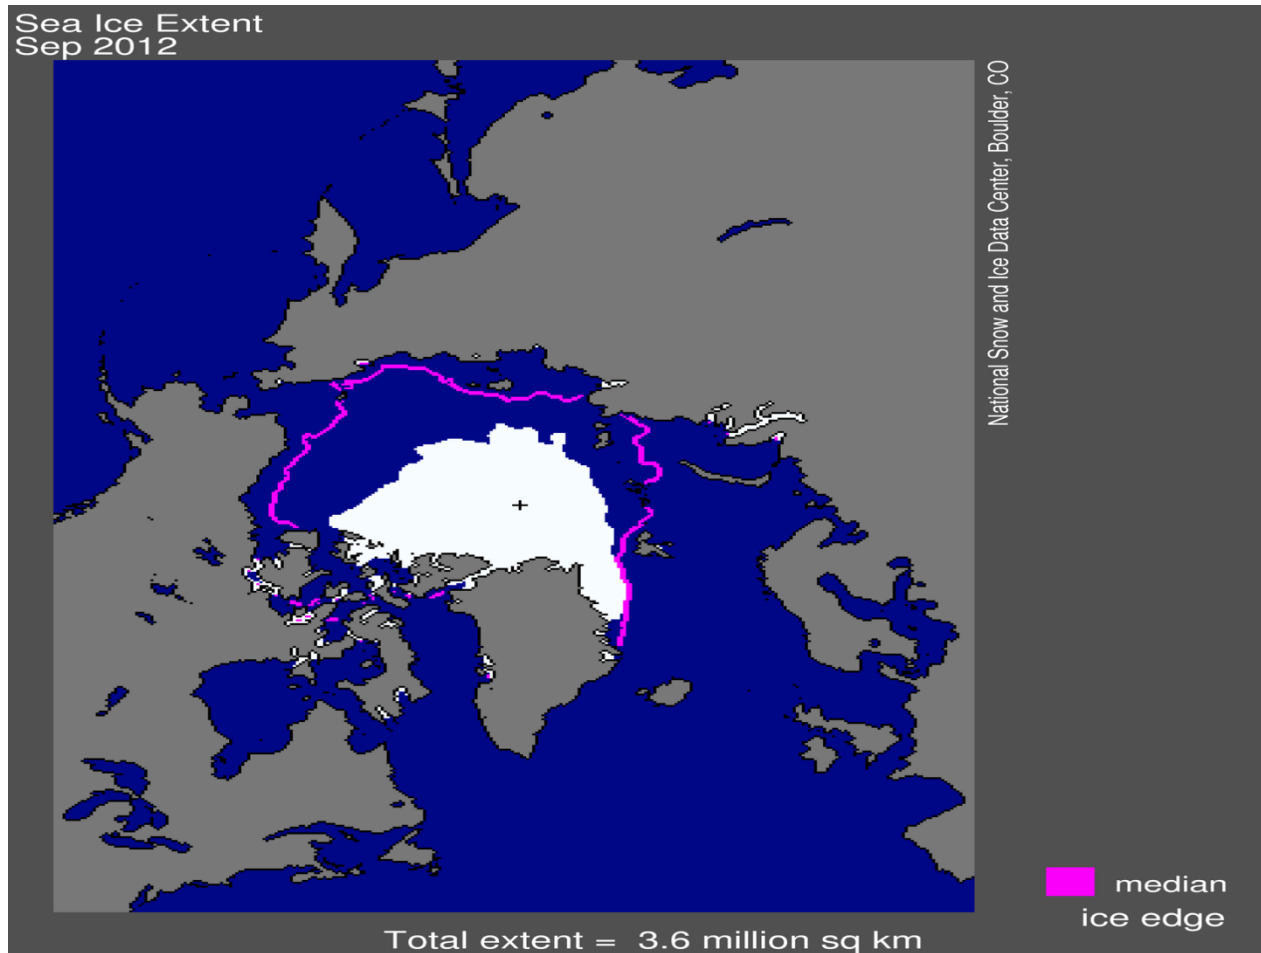 Sea Ice Extent
Sep 2012
National Snow and Ice Data Center, Boulder, CO
median
ice edge
Total extent = 3.6 million sq km